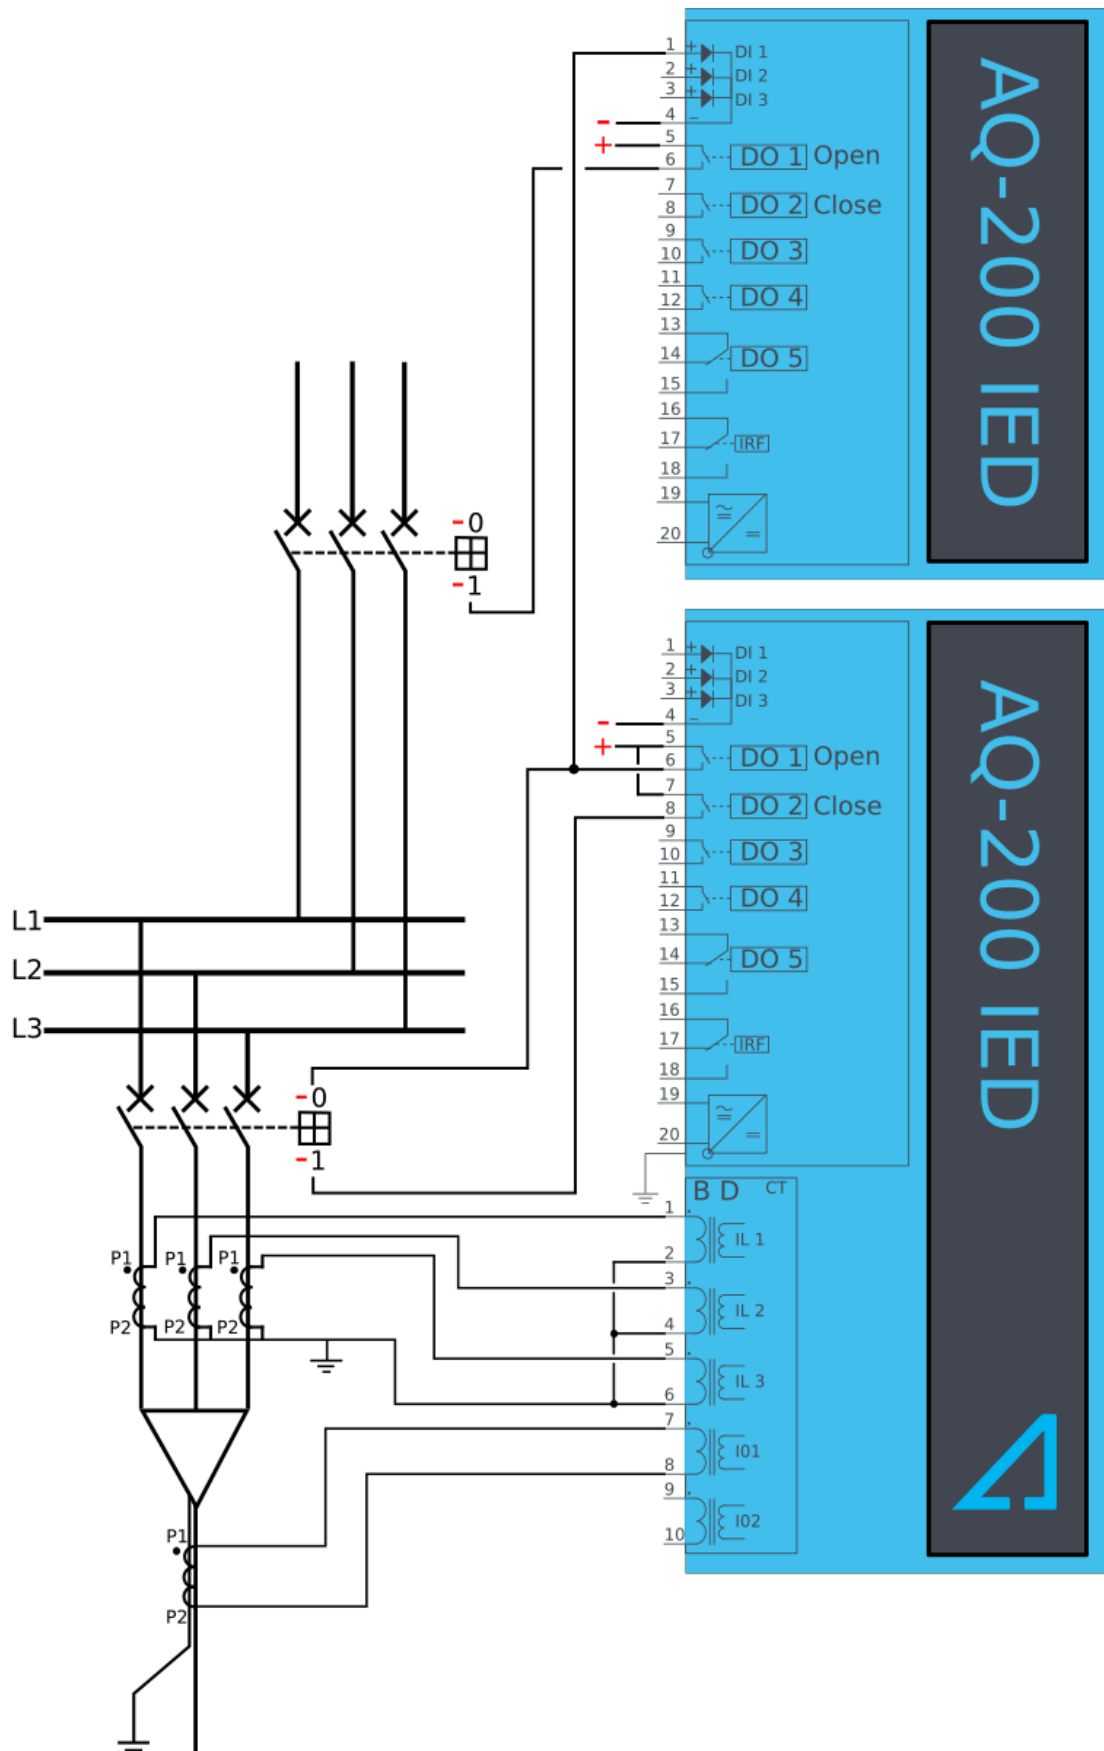 1 + DI 1
2 + DI 2
3 + DI 3
4 −
-
+
5
6 DO 1 Open
7
8 DO 2 Close
9
10 DO 3
11
12 DO 4
13
14 DO 5
15
16
17 IRF
18
19
20
~
=
=
AQ-200 IED
-0
-1
1 + DI 1
2 + DI 2
3 + DI 3
4 −
-
+
5
6 DO 1 Open
7
8 DO 2 Close
9
10 DO 3
11
12 DO 4
13
14 DO 5
15
16
17 IRF
18
19
20
~
=
=
AQ-200 IED
L1
L2
L3
-0
-1
B D CT
1
2 IL 1
3
4 IL 2
5
6 IL 3
7
8 I01
9
10 I02
P1 P1 P1
P2 P2 P2
P1
P2